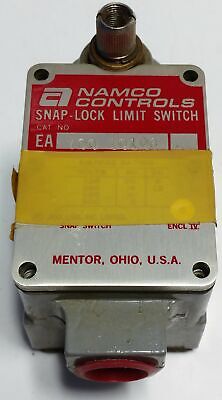 NAMCO
CONTROLS
SNAP-LOCK LIMIT SWITCH
CAT NO
EA
SNAP SWITCH ENCL. IV.
MENTOR, OHIO, U.S.A.